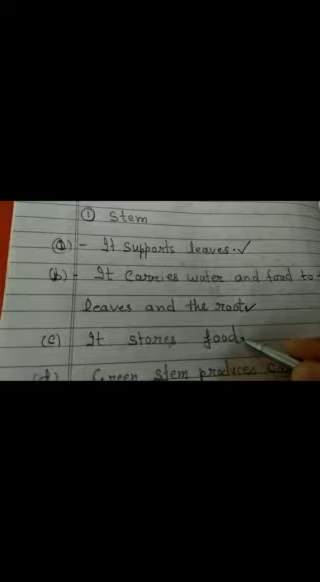 ① Stem
(a) - It supports leaves. ✓
(b) - It carries water and food to
leaves and the root ✓
(c) It stores food.
(d) Green stem produces